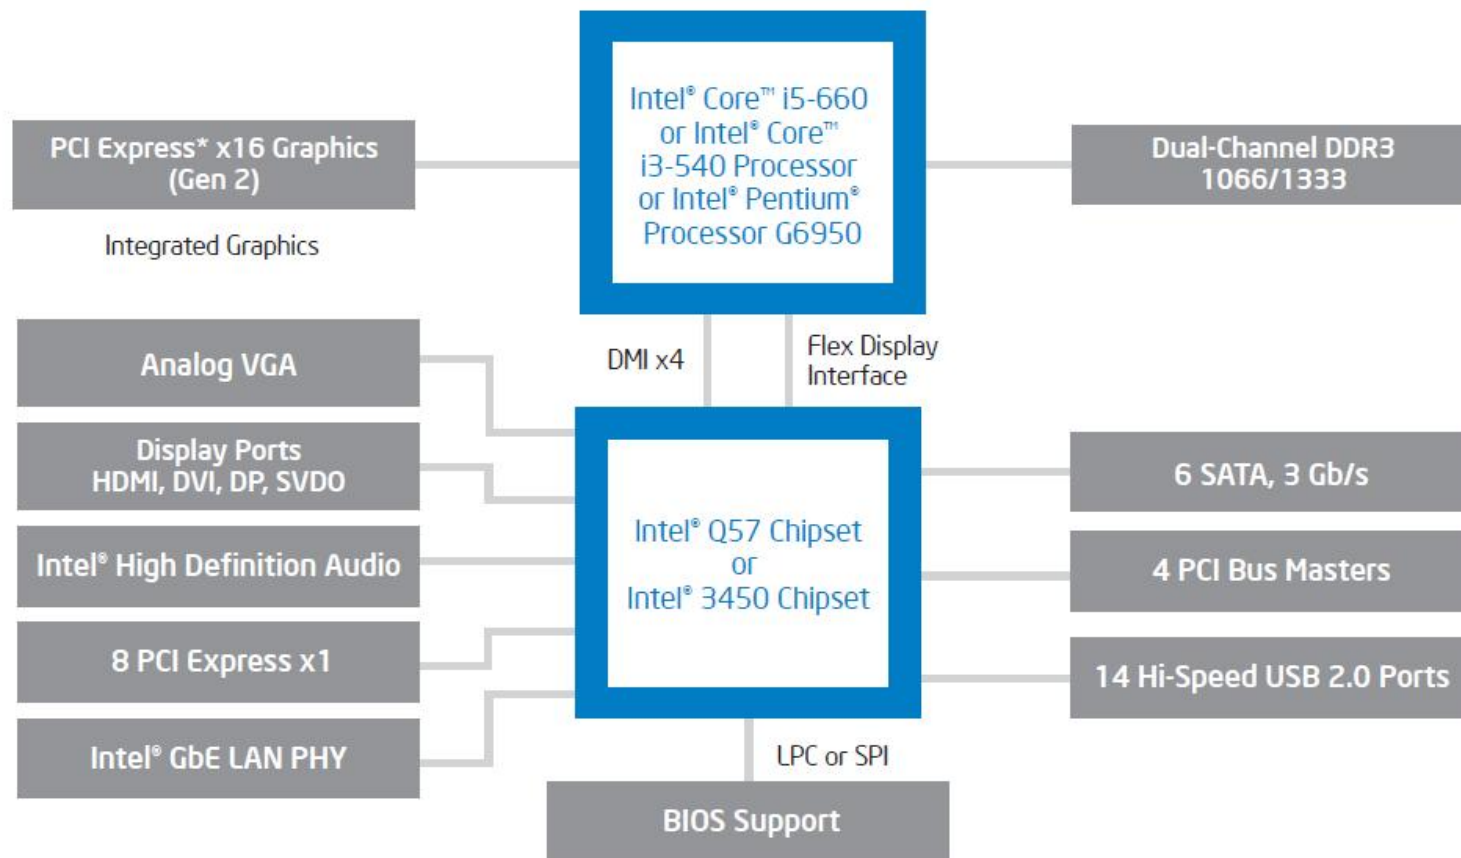 Intel® Core™ i5-660
or Intel® Core™
i3-540 Processor
or Intel® Pentium®
Processor G6950
PCI Express* x16 Graphics
(Gen 2)
Dual-Channel DDR3
1066/1333
Integrated Graphics
DMI x4
Flex Display
Interface
Analog VGA
Display Ports
HDMI, DVI, DP, SVDO
Intel® High Definition Audio
8 PCI Express x1
Intel® GbE LAN PHY
Intel® Q57 Chipset
or
Intel® 3450 Chipset
6 SATA, 3 Gb/s
4 PCI Bus Masters
14 Hi-Speed USB 2.0 Ports
LPC or SPI
BIOS Support